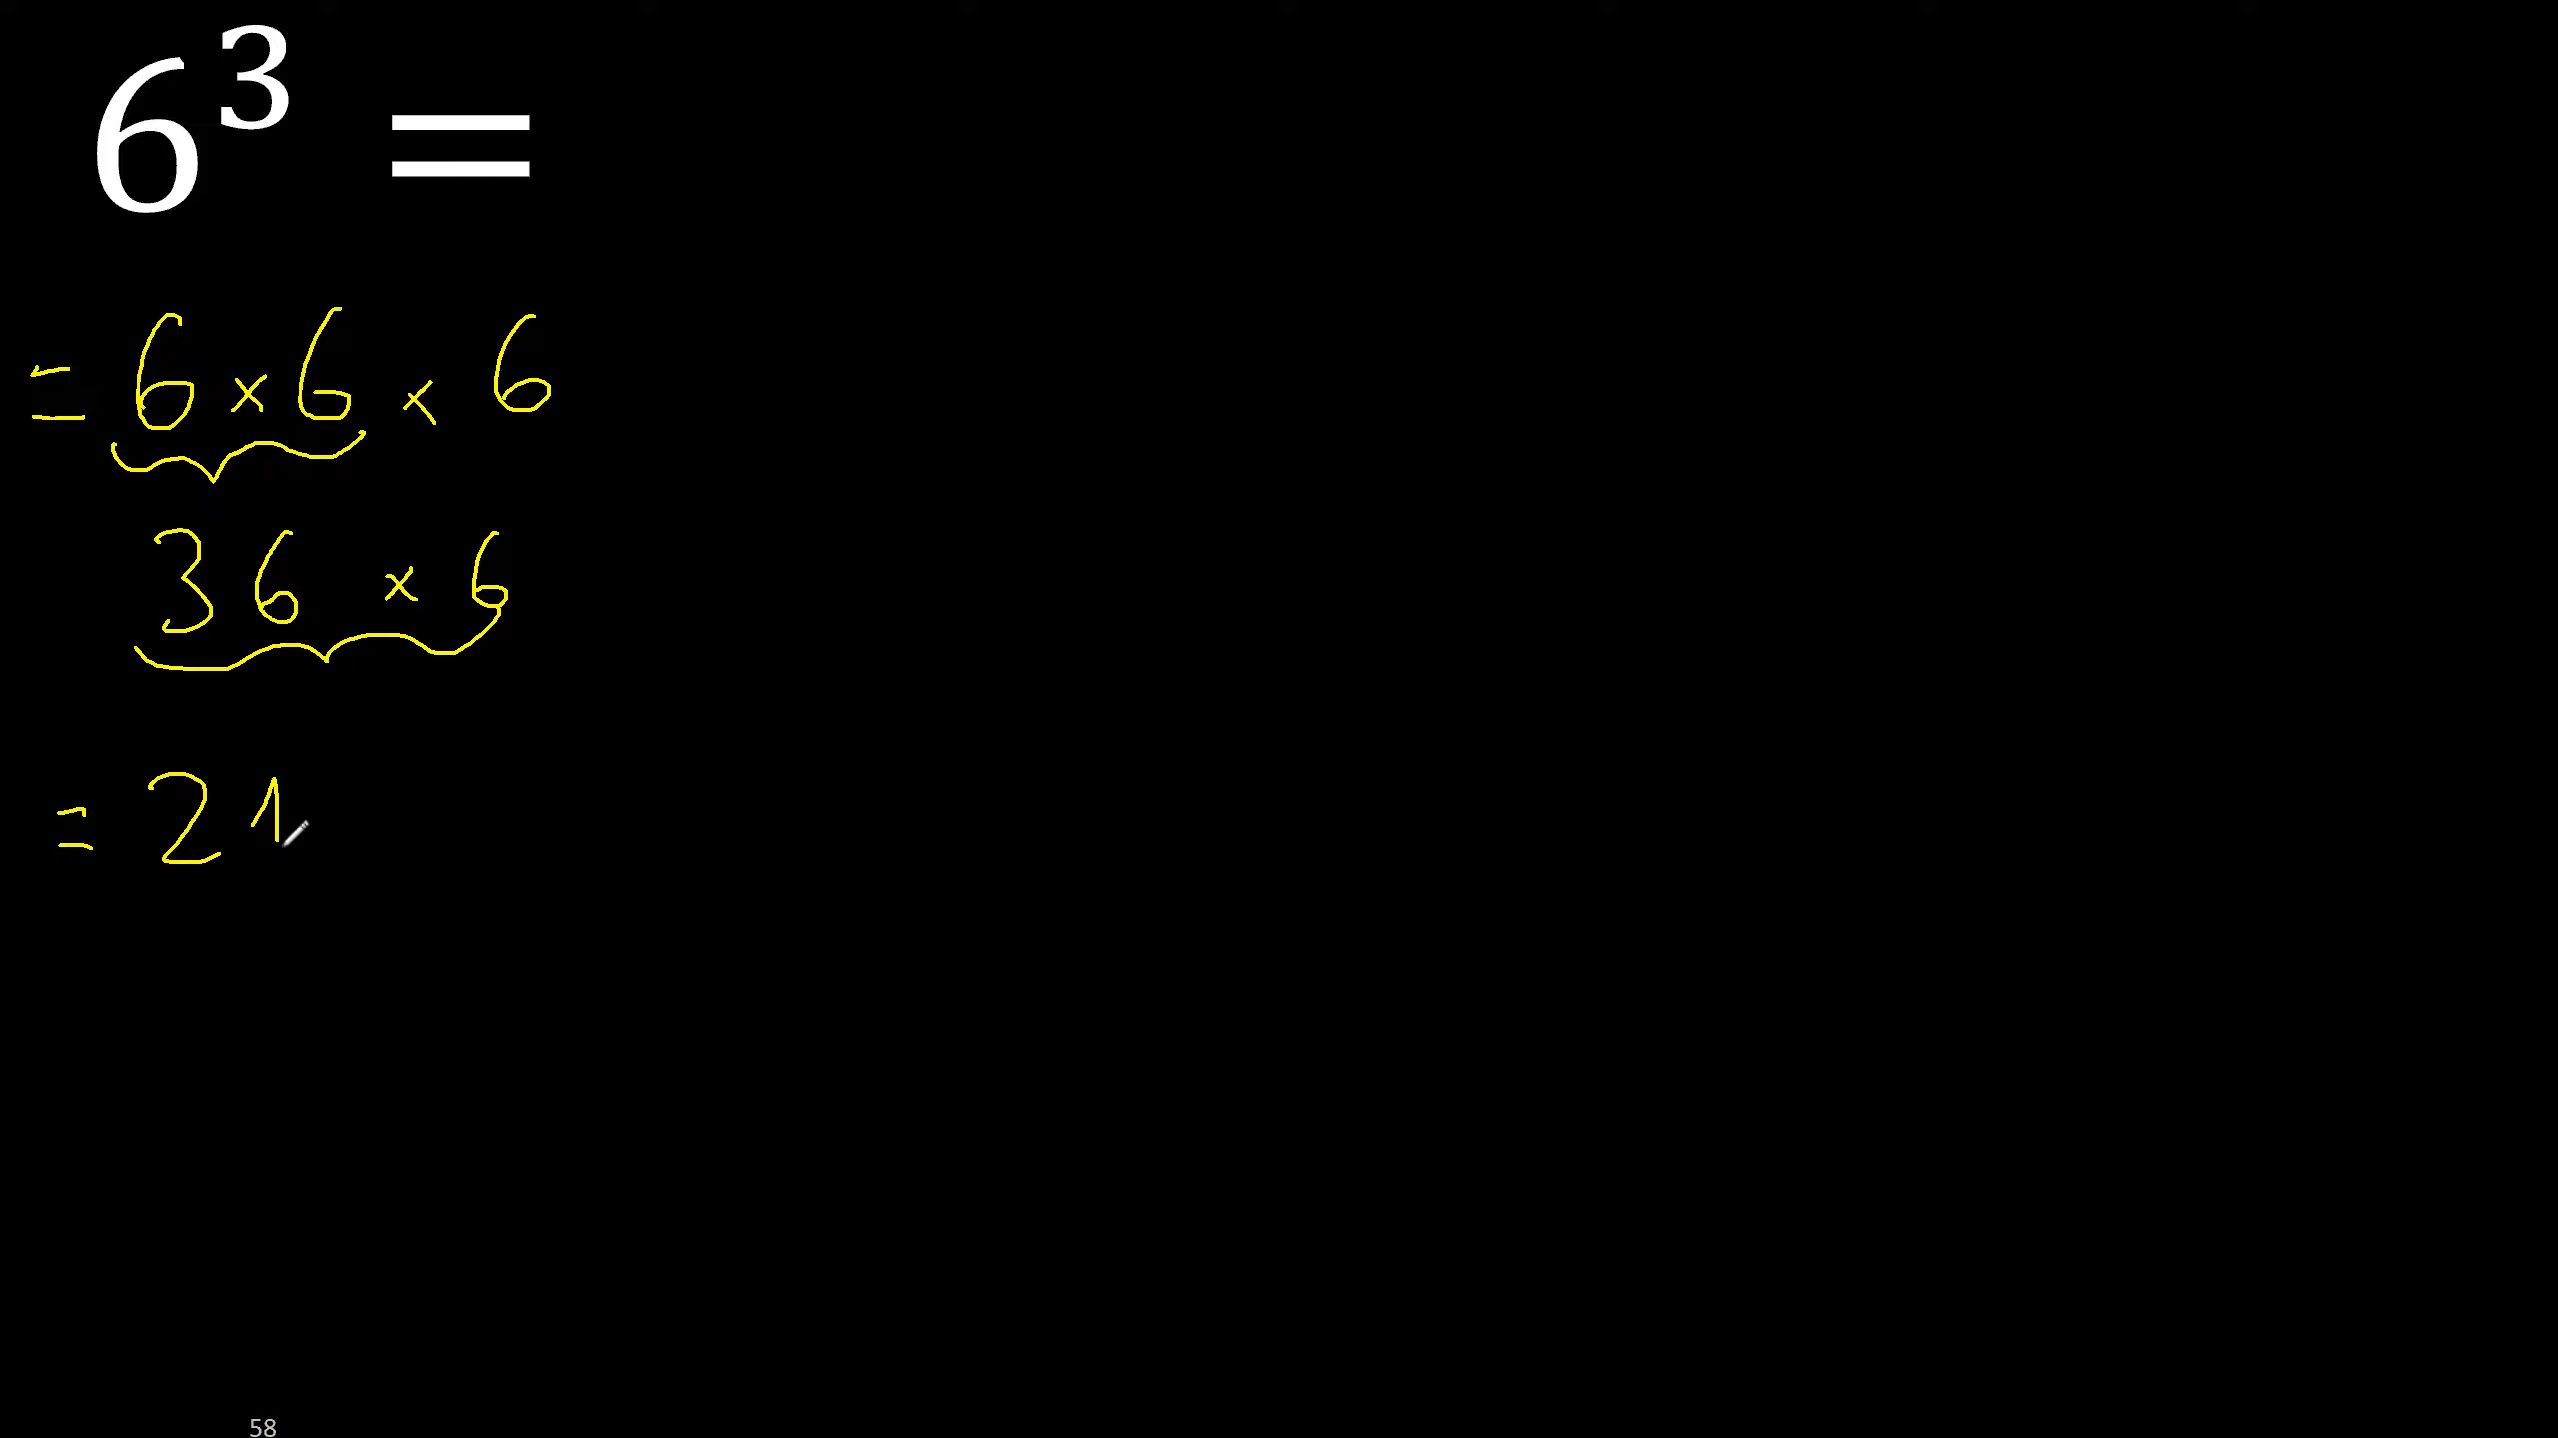 6³ =
= 6 × 6 × 6
36 × 6
= 21
58